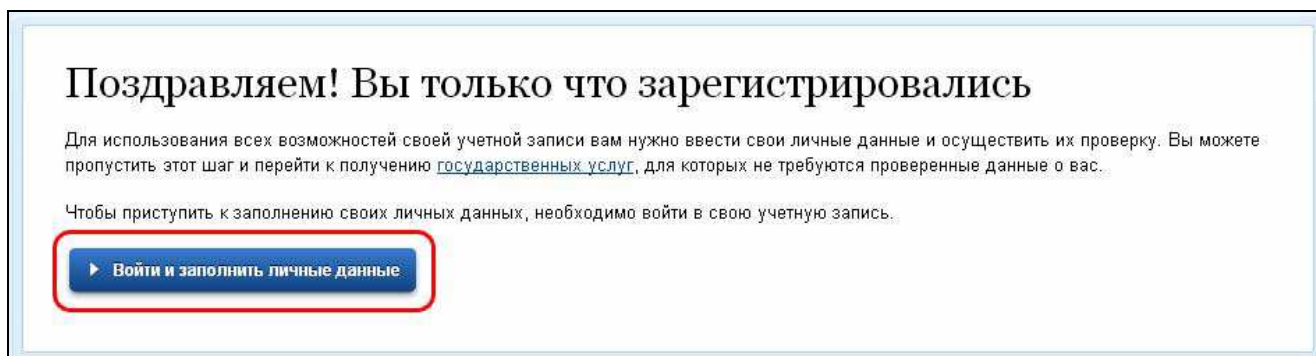 Поздравляем! Вы только что зарегистрировались
Для использования всех возможностей своей учетной записи вам нужно ввести свои личные данные и осуществить их проверку. Вы можете
пропустить этот шаг и перейти к получению государственных услуг, для которых не требуются проверенные данные о вас.
Чтобы приступить к заполнению своих личных данных, необходимо войти в свою учетную запись.
Войти и заполнить личные данные